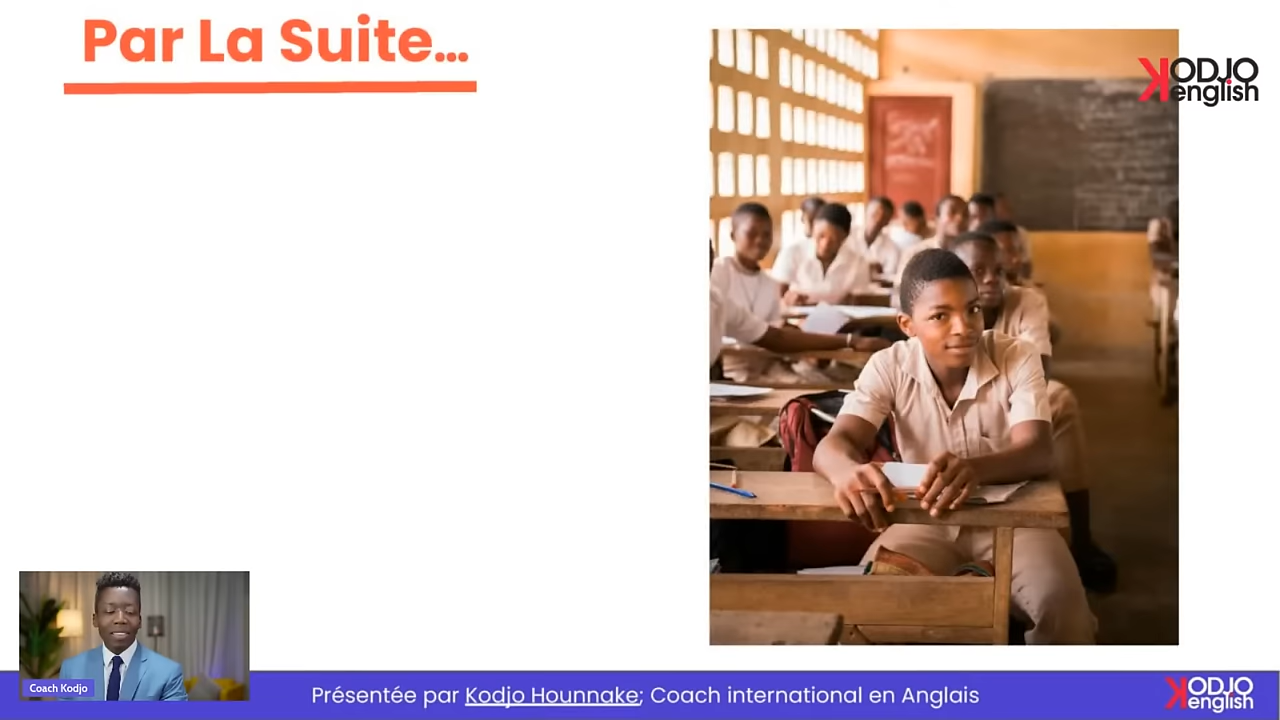 Par La Suite...
KODJO
english
Coach Kodjo
Présentée par Kodjo Hounnake; Coach international en Anglais
KODJO
english